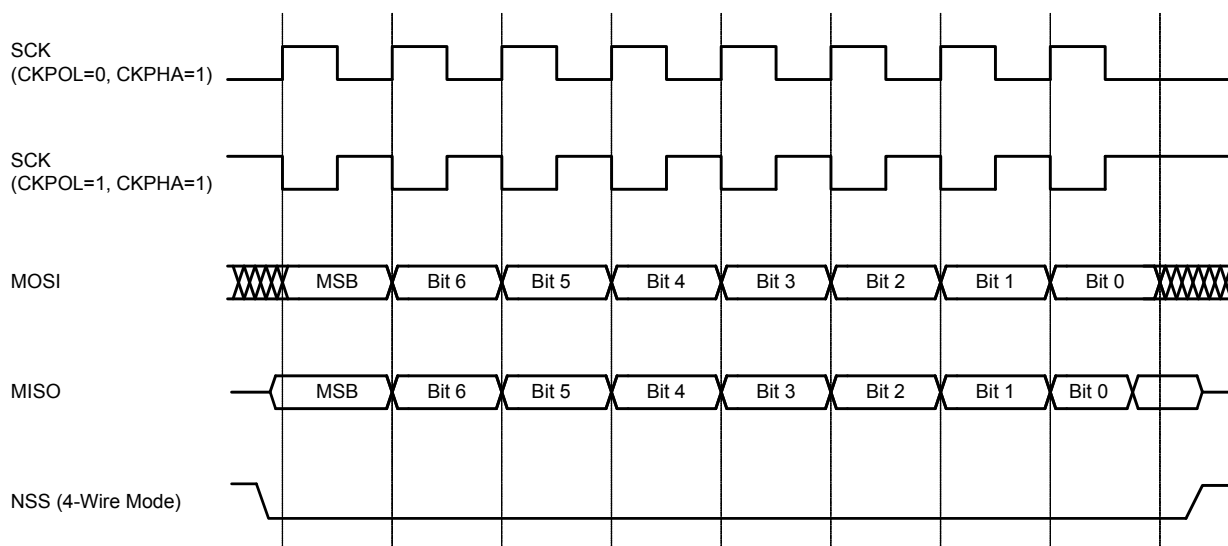 SCK
(CKPOL=0, CKPHA=1)
SCK
(CKPOL=1, CKPHA=1)
MOSI
MSB Bit 6 Bit 5 Bit 4 Bit 3 Bit 2 Bit 1 Bit 0
MISO
MSB Bit 6 Bit 5 Bit 4 Bit 3 Bit 2 Bit 1 Bit 0
NSS (4-Wire Mode)